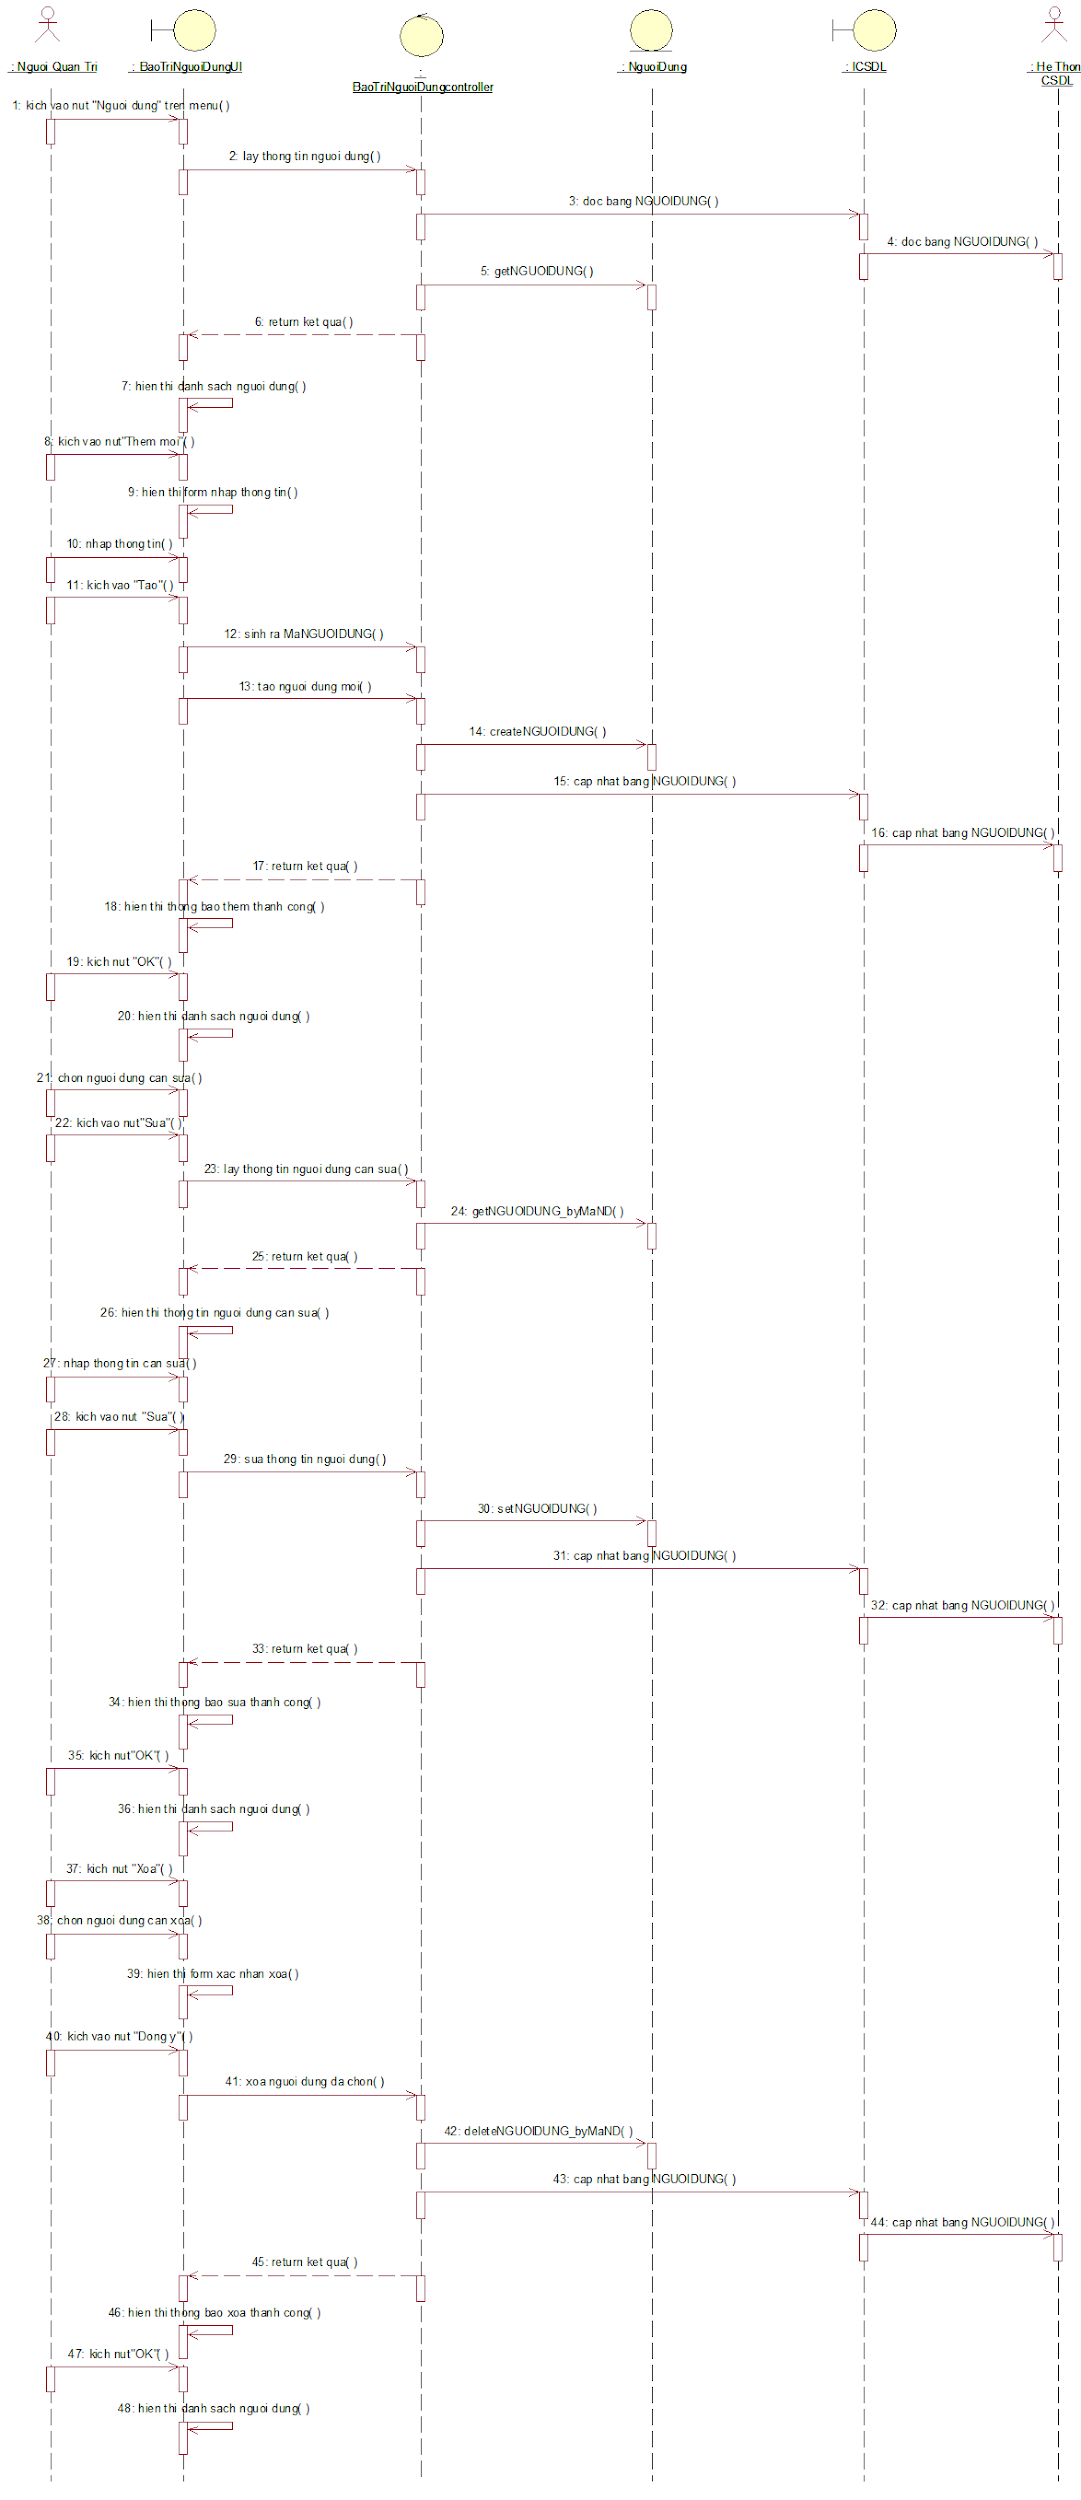 : Nguoi Quan Tri
: BaoTriNguoiDungUI
:
BaoTriNguoiDungcontroller
: NguoiDung
: ICSDL
: He Thon
CSDL
1: kich vao nut "Nguoi dung" tren menu( )
2: lay thong tin nguoi dung( )
3: doc bang NGUOIDUNG( )
4: doc bang NGUOIDUNG( )
5: getNGUOIDUNG( )
6: return ket qua( )
7: hien thi danh sach nguoi dung( )
8: kich vao nut"Them moi"( )
9: hien thi form nhap thong tin( )
10: nhap thong tin( )
11: kich vao "Tao"( )
12: sinh ra MaNGUOIDUNG( )
13: tao nguoi dung moi( )
14: createNGUOIDUNG( )
15: cap nhat bang NGUOIDUNG( )
16: cap nhat bang NGUOIDUNG( )
17: return ket qua( )
18: hien thi thong bao them thanh cong( )
19: kich nut "OK"( )
20: hien thi danh sach nguoi dung( )
21: chon nguoi dung can sua( )
22: kich vao nut"Sua"( )
23: lay thong tin nguoi dung can sua( )
24: getNGUOIDUNG_byMaND( )
25: return ket qua( )
26: hien thi thong tin nguoi dung can sua( )
27: nhap thong tin can sua( )
28: kich vao nut "Sua"( )
29: sua thong tin nguoi dung( )
30: setNGUOIDUNG( )
31: cap nhat bang NGUOIDUNG( )
32: cap nhat bang NGUOIDUNG( )
33: return ket qua( )
34: hien thi thong bao sua thanh cong( )
35: kich nut"OK"( )
36: hien thi danh sach nguoi dung( )
37: kich nut "Xoa"( )
38: chon nguoi dung can xoa( )
39: hien thi form xac nhan xoa( )
40: kich vao nut "Dong y"( )
41: xoa nguoi dung da chon( )
42: deleteNGUOIDUNG_byMaND( )
43: cap nhat bang NGUOIDUNG( )
44: cap nhat bang NGUOIDUNG( )
45: return ket qua( )
46: hien thi thong bao xoa thanh cong( )
47: kich nut"OK"( )
48: hien thi danh sach nguoi dung( )